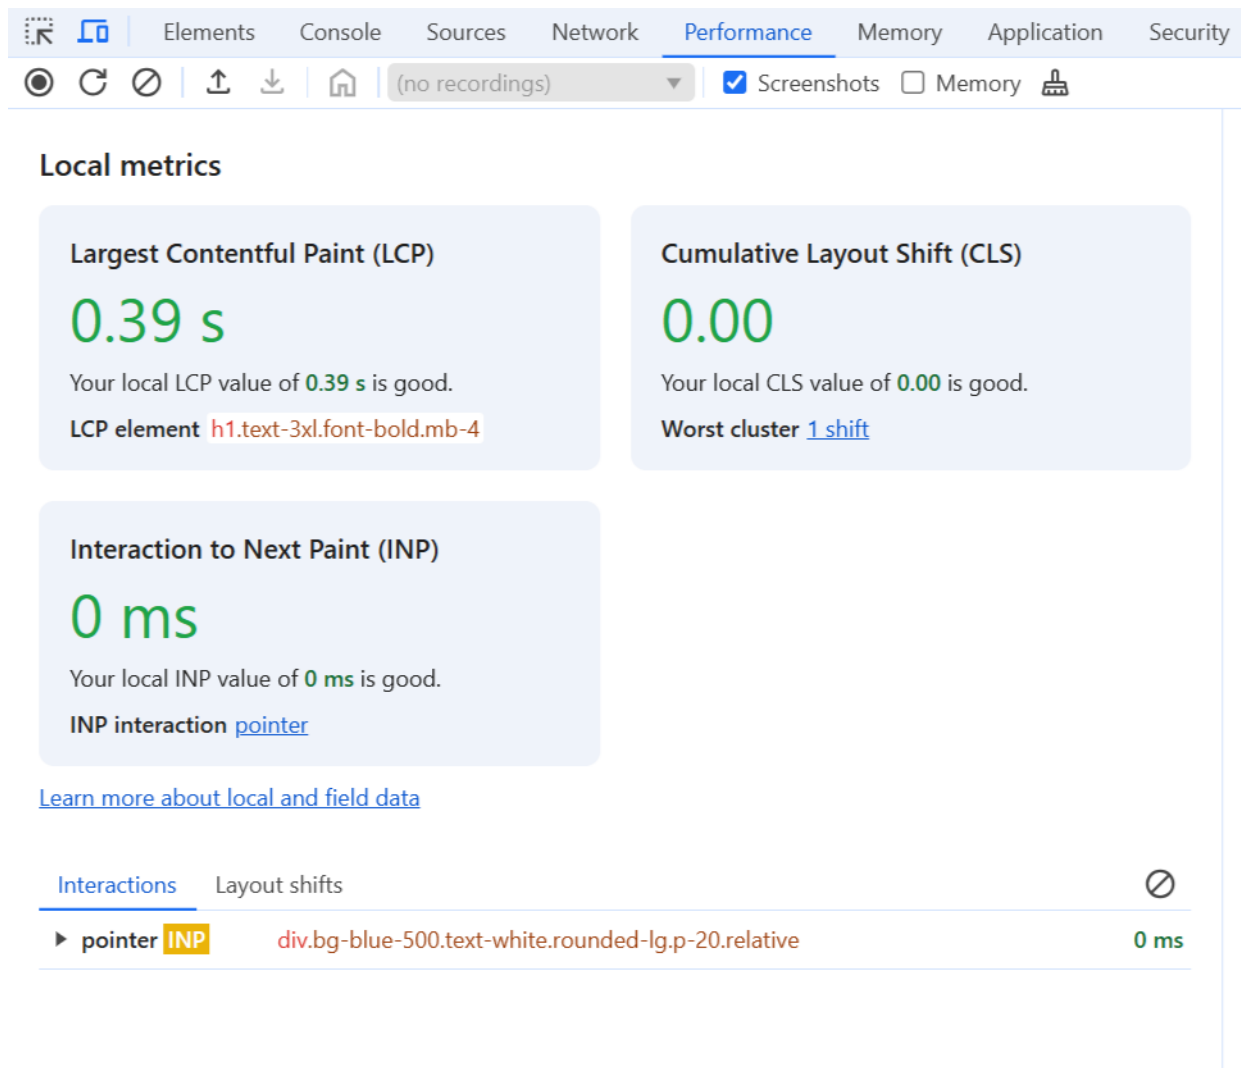 Elements Console Sources Network Performance Memory Application Security
(no recordings) Screenshots Memory
Local metrics
Largest Contentful Paint (LCP)
0.39 s
Your local LCP value of 0.39 s is good.
LCP element h1.text-3xl.font-bold.mb-4
Cumulative Layout Shift (CLS)
0.00
Your local CLS value of 0.00 is good.
Worst cluster 1 shift
Interaction to Next Paint (INP)
0 ms
Your local INP value of 0 ms is good.
INP interaction pointer
Learn more about local and field data
Interactions Layout shifts
pointer INP div.bg-blue-500.text-white.rounded-lg.p-20.relative 0 ms